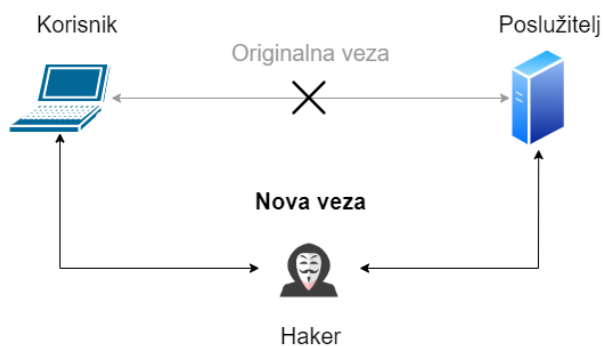 Korisnik
Poslužitelj
Originalna veza
Nova veza
Haker